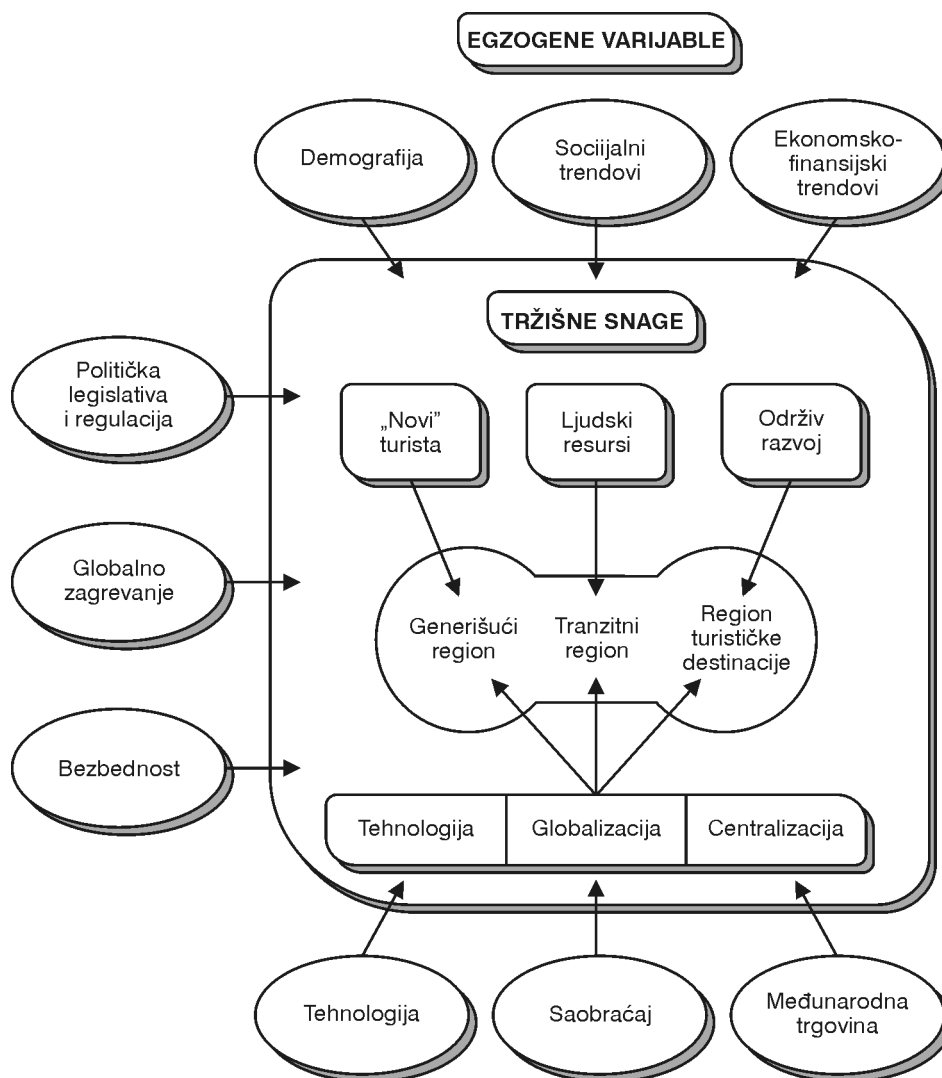 EGZOGENE VARIJABLE
Demografija
Sociijalni
trendovi
Ekonomsko-
finansijski
trendovi
TRŽIŠNE SNAGE
Politička
legislativa
i regulacija
„Novi”
turista
Ljudski
resursi
Održiv
razvoj
Globalno
zagrevanje
Generišući
region
Tranzitni
region
Region
turističke
destinacije
Bezbednost
Tehnologija
Globalizacija
Centralizacija
Tehnologija
Saobraćaj
Međunarodna
trgovina